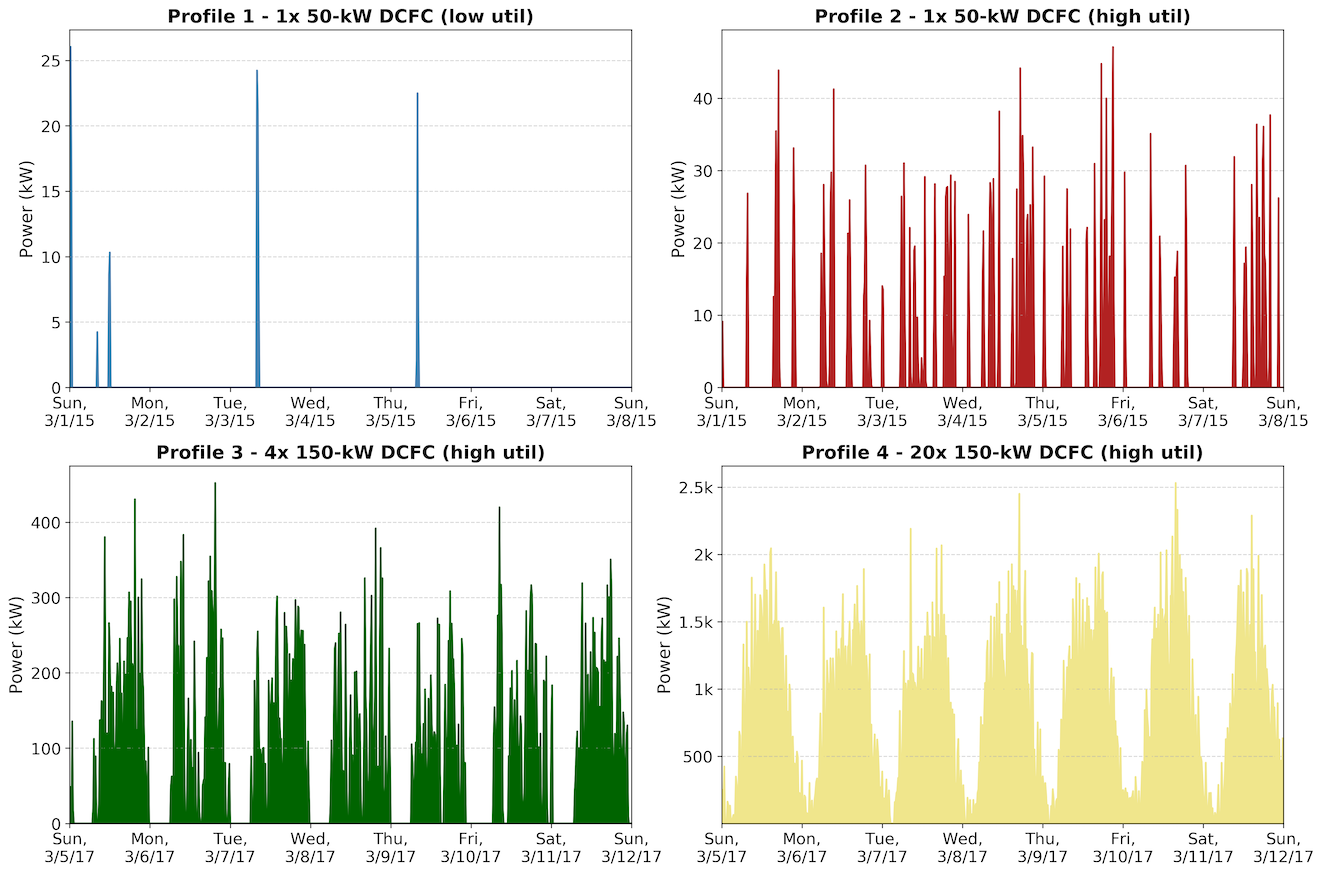 Profile 1 - 1x 50-kW DCFC (low util)
Power (kW)
25
20
15
10
5
0
Sun, Mon, Tue, Wed, Thu, Fri, Sat, Sun,
3/1/15 3/2/15 3/3/15 3/4/15 3/5/15 3/6/15 3/7/15 3/8/15
Profile 2 - 1x 50-kW DCFC (high util)
Power (kW)
40
30
20
10
0
Sun, Mon, Tue, Wed, Thu, Fri, Sat, Sun,
3/1/15 3/2/15 3/3/15 3/4/15 3/5/15 3/6/15 3/7/15 3/8/15
Profile 3 - 4x 150-kW DCFC (high util)
Power (kW)
400
300
200
100
0
Sun, Mon, Tue, Wed, Thu, Fri, Sat, Sun,
3/5/17 3/6/17 3/7/17 3/8/17 3/9/17 3/10/17 3/11/17 3/12/17
Profile 4 - 20x 150-kW DCFC (high util)
Power (kW)
2.5k
2k
1.5k
1k
500
Sun, Mon, Tue, Wed, Thu, Fri, Sat, Sun,
3/5/17 3/6/17 3/7/17 3/8/17 3/9/17 3/10/17 3/11/17 3/12/17